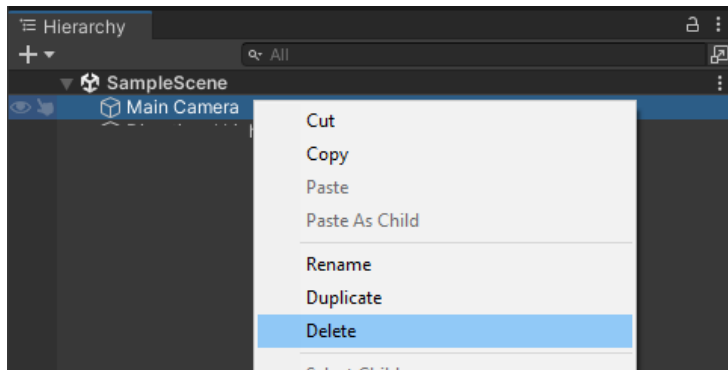 Hierarchy
All
SampleScene
Main Camera
Cut
Copy
Paste
Paste As Child
Rename
Duplicate
Delete